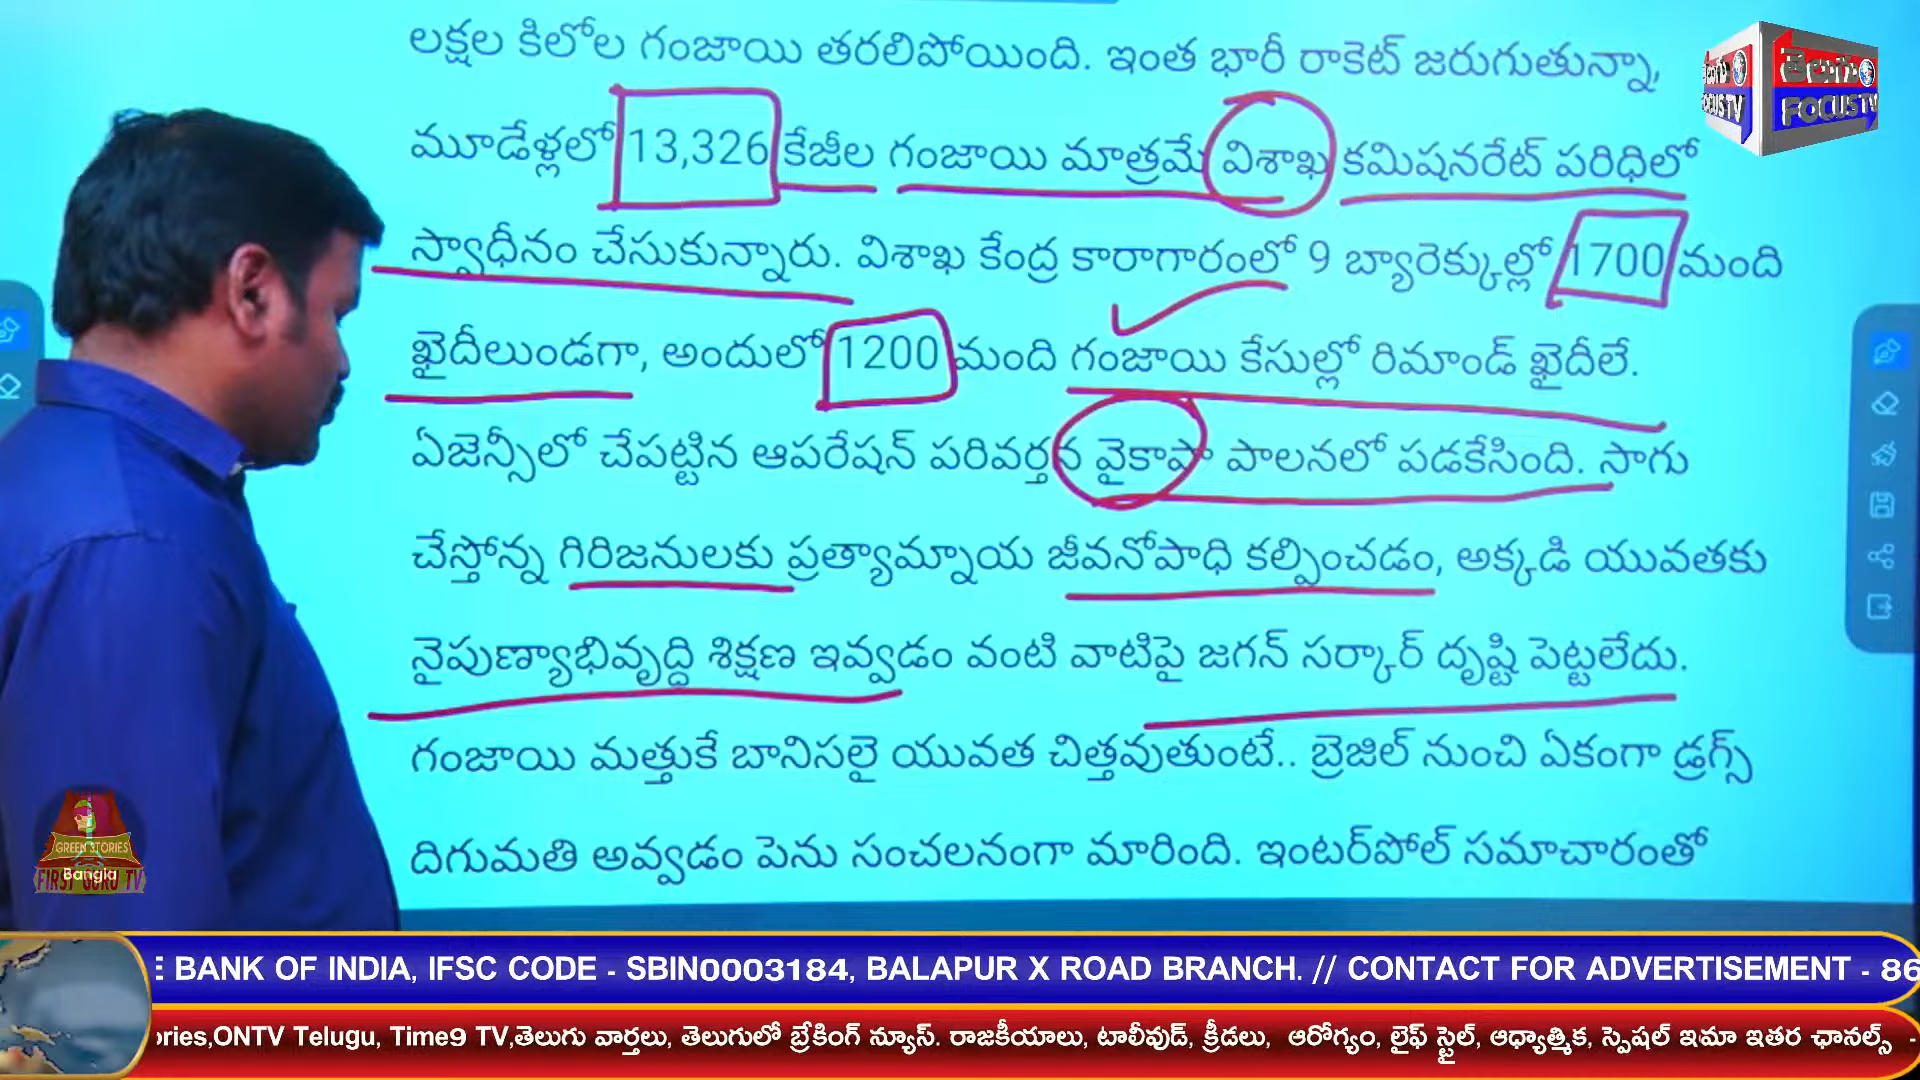 లక్షల కిలోల గంజాయి తరలిపోయింది. ఇంత భారీ రాకెట్ జరుగుతున్నా,
మూడేళ్లలో 13,326 కేజీల గంజాయి మాత్రమే విశాఖ కమిషనరేట్ పరిధిలో
స్వాధీనం చేసుకున్నారు. విశాఖ కేంద్ర కారాగారంలో 9 బ్యారెక్కుల్లో 1700 మంది
ఖైదీలుండగా, అందులో 1200 మంది గంజాయి కేసుల్లో రిమాండ్ ఖైదీలే.
ఏజెన్సీలో చేపట్టిన ఆపరేషన్ పరివర్తన వైకాపా పాలనలో పడకేసింది. సాగు
చేస్తోన్న గిరిజనులకు ప్రత్యామ్నాయ జీవనోపాధి కల్పించడం, అక్కడి యువతకు
నైపుణ్యాభివృద్ది శిక్షణ ఇవ్వడం వంటి వాటిపై జగన్ సర్కార్ దృష్టి పెట్టలేదు.
గంజాయి మత్తుకే బానిసలై యువత చిత్తవుతుంటే.. బ్రెజిల్ నుంచి ఏకంగా డ్రగ్స్
దిగుమతి అవ్వడం పెను సంచలనంగా మారింది. ఇంటర్‌పోల్ సమాచారంతో
తెలుగు
FOCUS TV
GREEN STORIES
Bangla
FIRST GURU TV
E BANK OF INDIA, IFSC CODE - SBIN0003184, BALAPUR X ROAD BRANCH. // CONTACT FOR ADVERTISEMENT - 86
ories,ONTV Telugu, Time9 TV,తెలుగు వార్తలు, తెలుగులో బ్రేకింగ్ న్యూస్. రాజకీయాలు, టాలీవుడ్, క్రీడలు, ఆరోగ్యం, లైఫ్ స్టైల్, ఆధ్యాత్మిక, స్పెషల్ ఇమా ఇతర ఛానల్స్ -